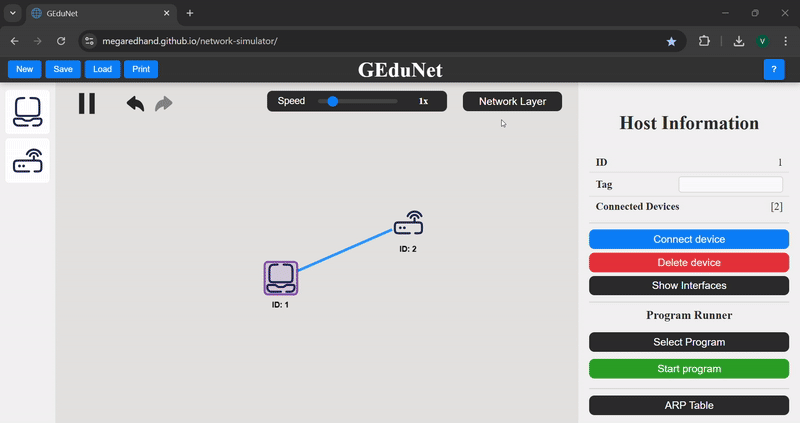 GEduNet
megaredhand.github.io/network-simulator/
V
New Save Load Print
GEduNet
?
Speed 1x
Network Layer
ID: 2
ID: 1
Host Information
ID 1
Tag
Connected Devices [2]
Connect device
Delete device
Show Interfaces
Program Runner
Select Program
Start program
ARP Table